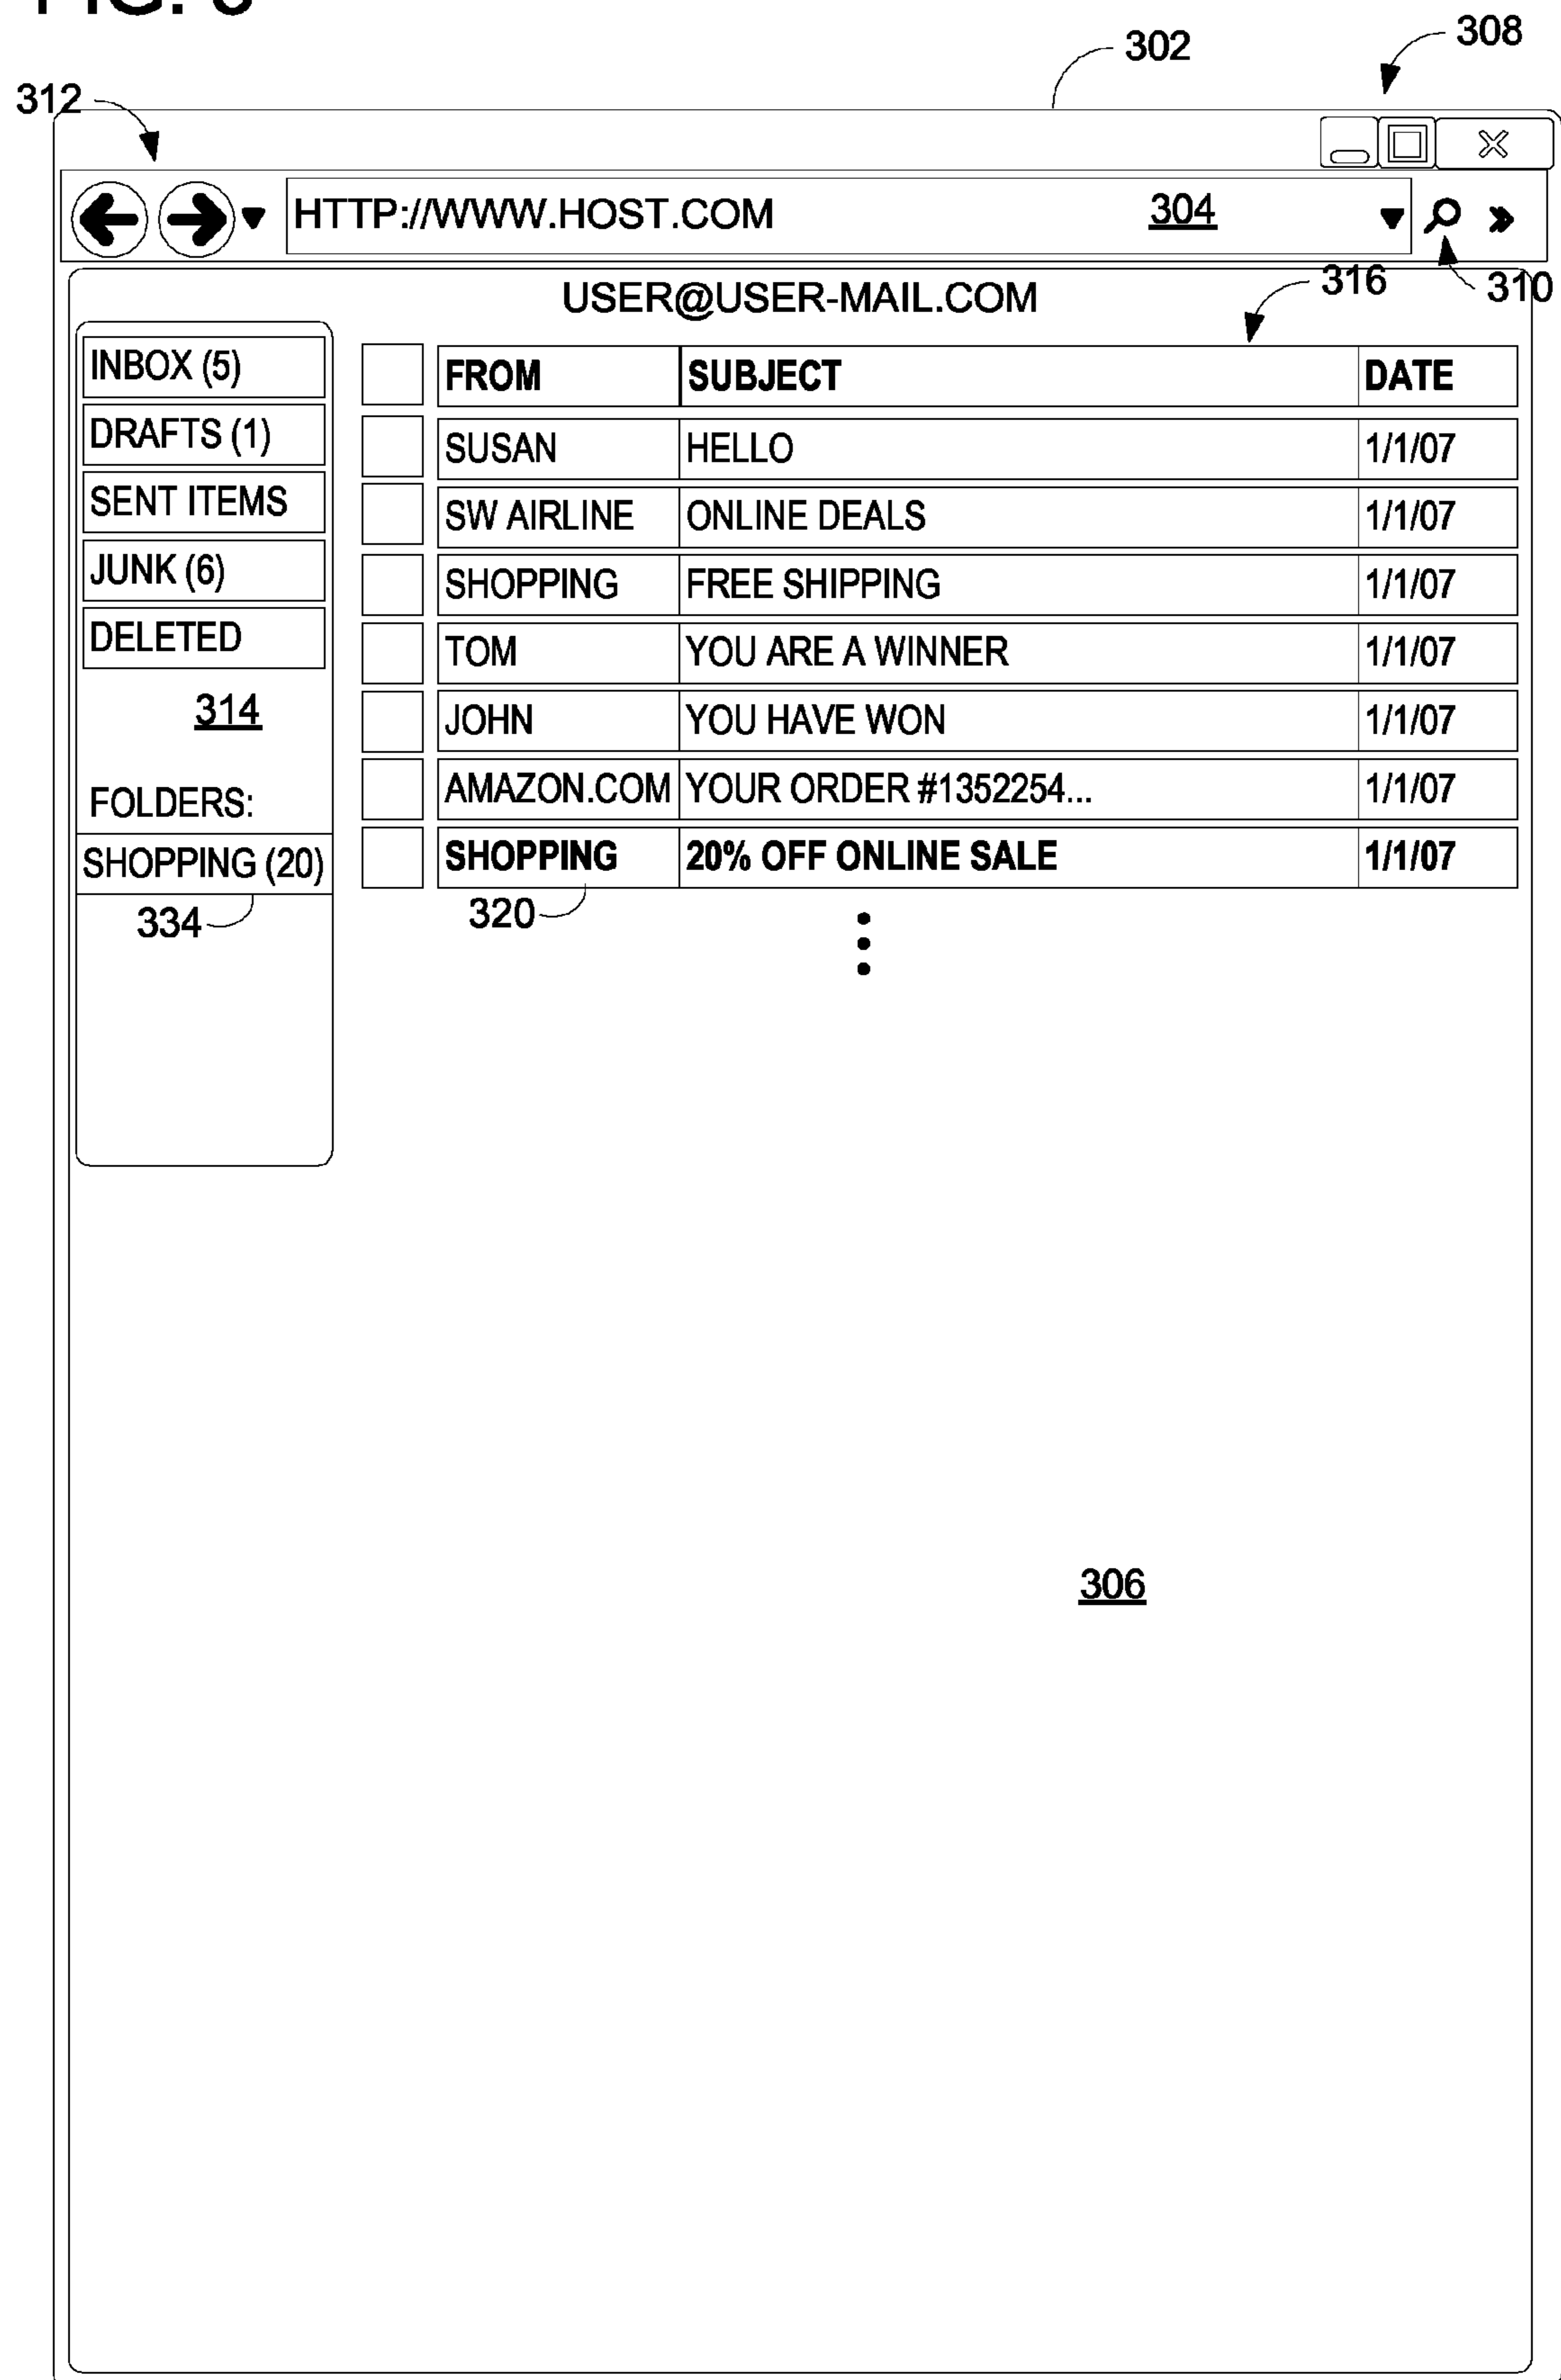 FIG.
302
308
312
HTTP://WWW.HOST.COM 304
316
310
USER@USER-MAIL.COM
INBOX (5)
DRAFTS (1)
SENT ITEMS
JUNK (6)
DELETED
314
FOLDERS:
SHOPPING (20)
334
FROM SUBJECT DATE
SUSAN HELLO 1/1/07
SW AIRLINE ONLINE DEALS 1/1/07
SHOPPING FREE SHIPPING 1/1/07
TOM YOU ARE A WINNER 1/1/07
JOHN YOU HAVE WON 1/1/07
AMAZON.COM YOUR ORDER #1352254... 1/1/07
SHOPPING 20% OFF ONLINE SALE 1/1/07
320
306